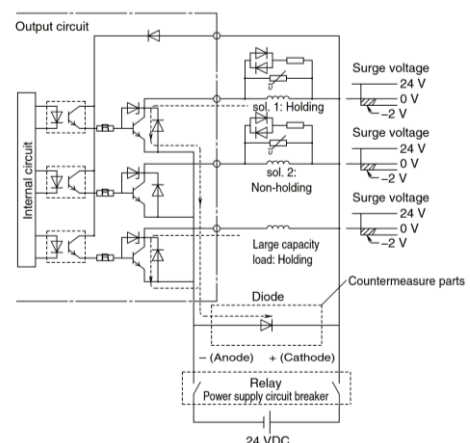 Output circuit
Internal circuit
sol. 1: Holding
sol. 2:
Non-holding
Large capacity
load: Holding
Surge voltage
24 V
0 V
–2 V
Surge voltage
24 V
0 V
–2 V
Surge voltage
24 V
0 V
–2 V
Countermeasure parts
Diode
– (Anode) + (Cathode)
Relay
Power supply circuit breaker
24 VDC